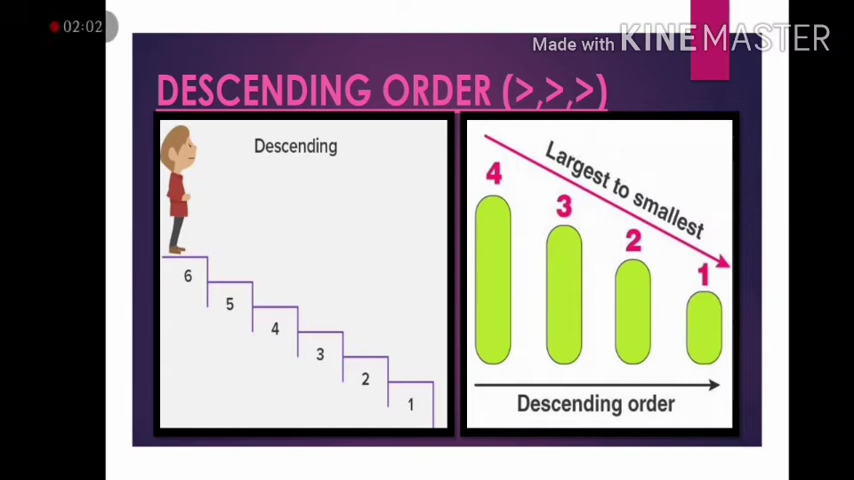 02:02
Made with KINEMASTER
DESCENDING ORDER (>,>,>)
Descending
6
5
4
3
2
1
Largest to smallest
4
3
2
1
Descending order